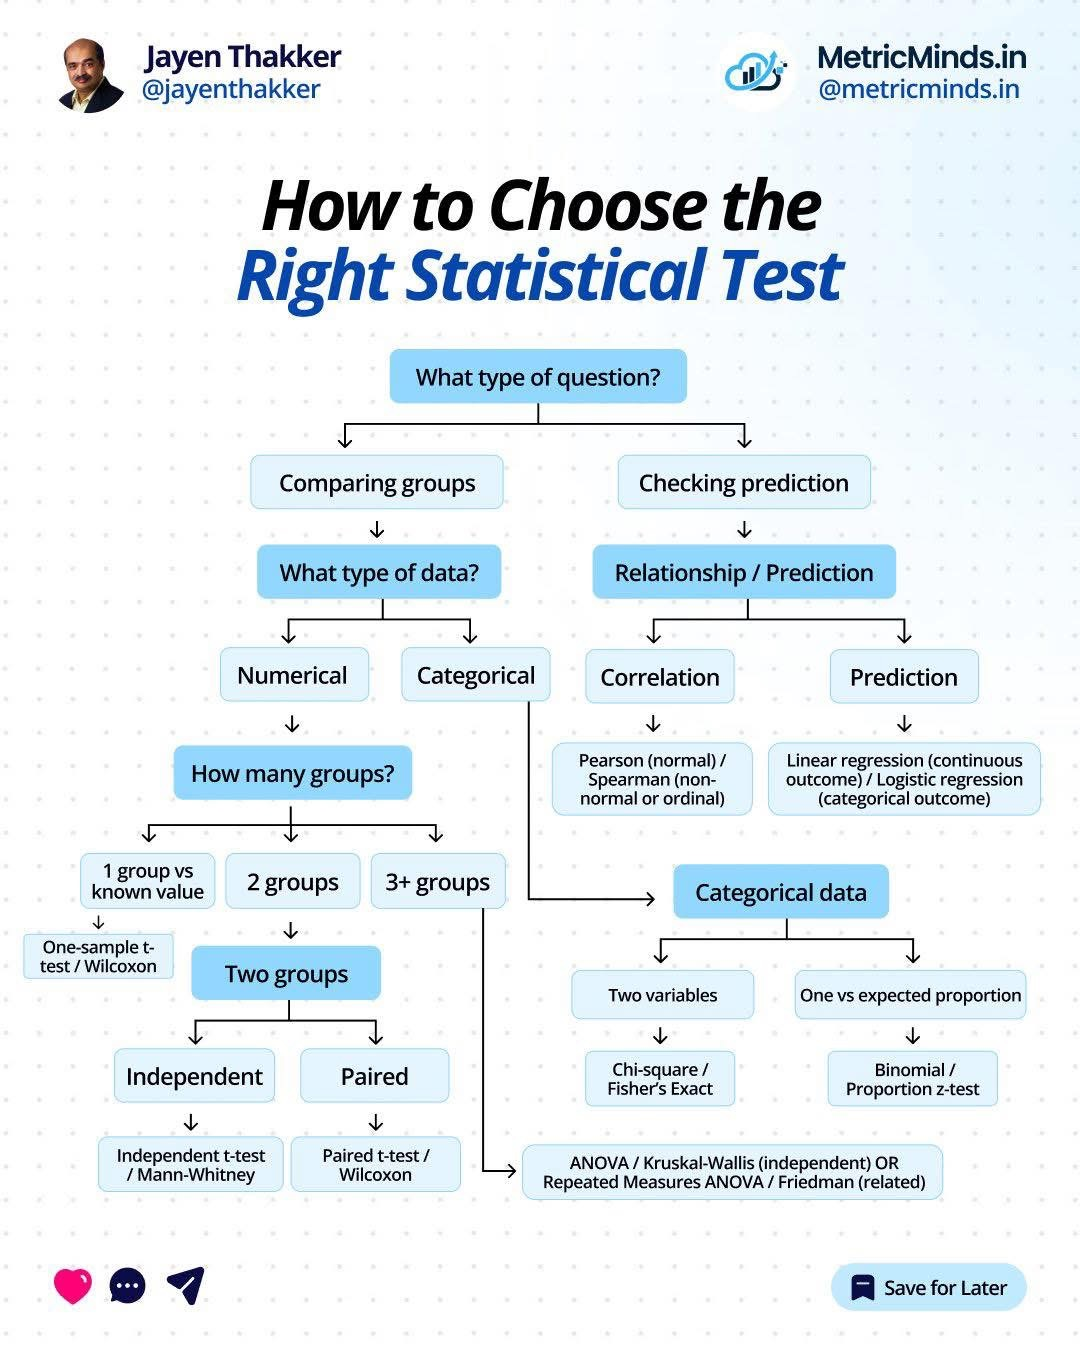 Jayen Thakker
@jayenthakker
MetricMinds.in
@metricminds.in
How to Choose the
Right Statistical Test
What type of question?
Comparing groups
Checking prediction
What type of data?
Relationship / Prediction
Numerical
Categorical
Correlation
Prediction
How many groups?
Pearson (normal) /
Spearman (non-
normal or ordinal)
Linear regression (continuous
outcome) / Logistic regression
(categorical outcome)
1 group vs
known value
2 groups
3+ groups
Categorical data
One-sample t-
test / Wilcoxon
Two groups
Two variables
One vs expected proportion
Independent
Paired
Chi-square /
Fisher's Exact
Binomial /
Proportion z-test
Independent t-test
/ Mann-Whitney
Paired t-test /
Wilcoxon
ANOVA / Kruskal-Wallis (independent) OR
Repeated Measures ANOVA / Friedman (related)
Save for Later